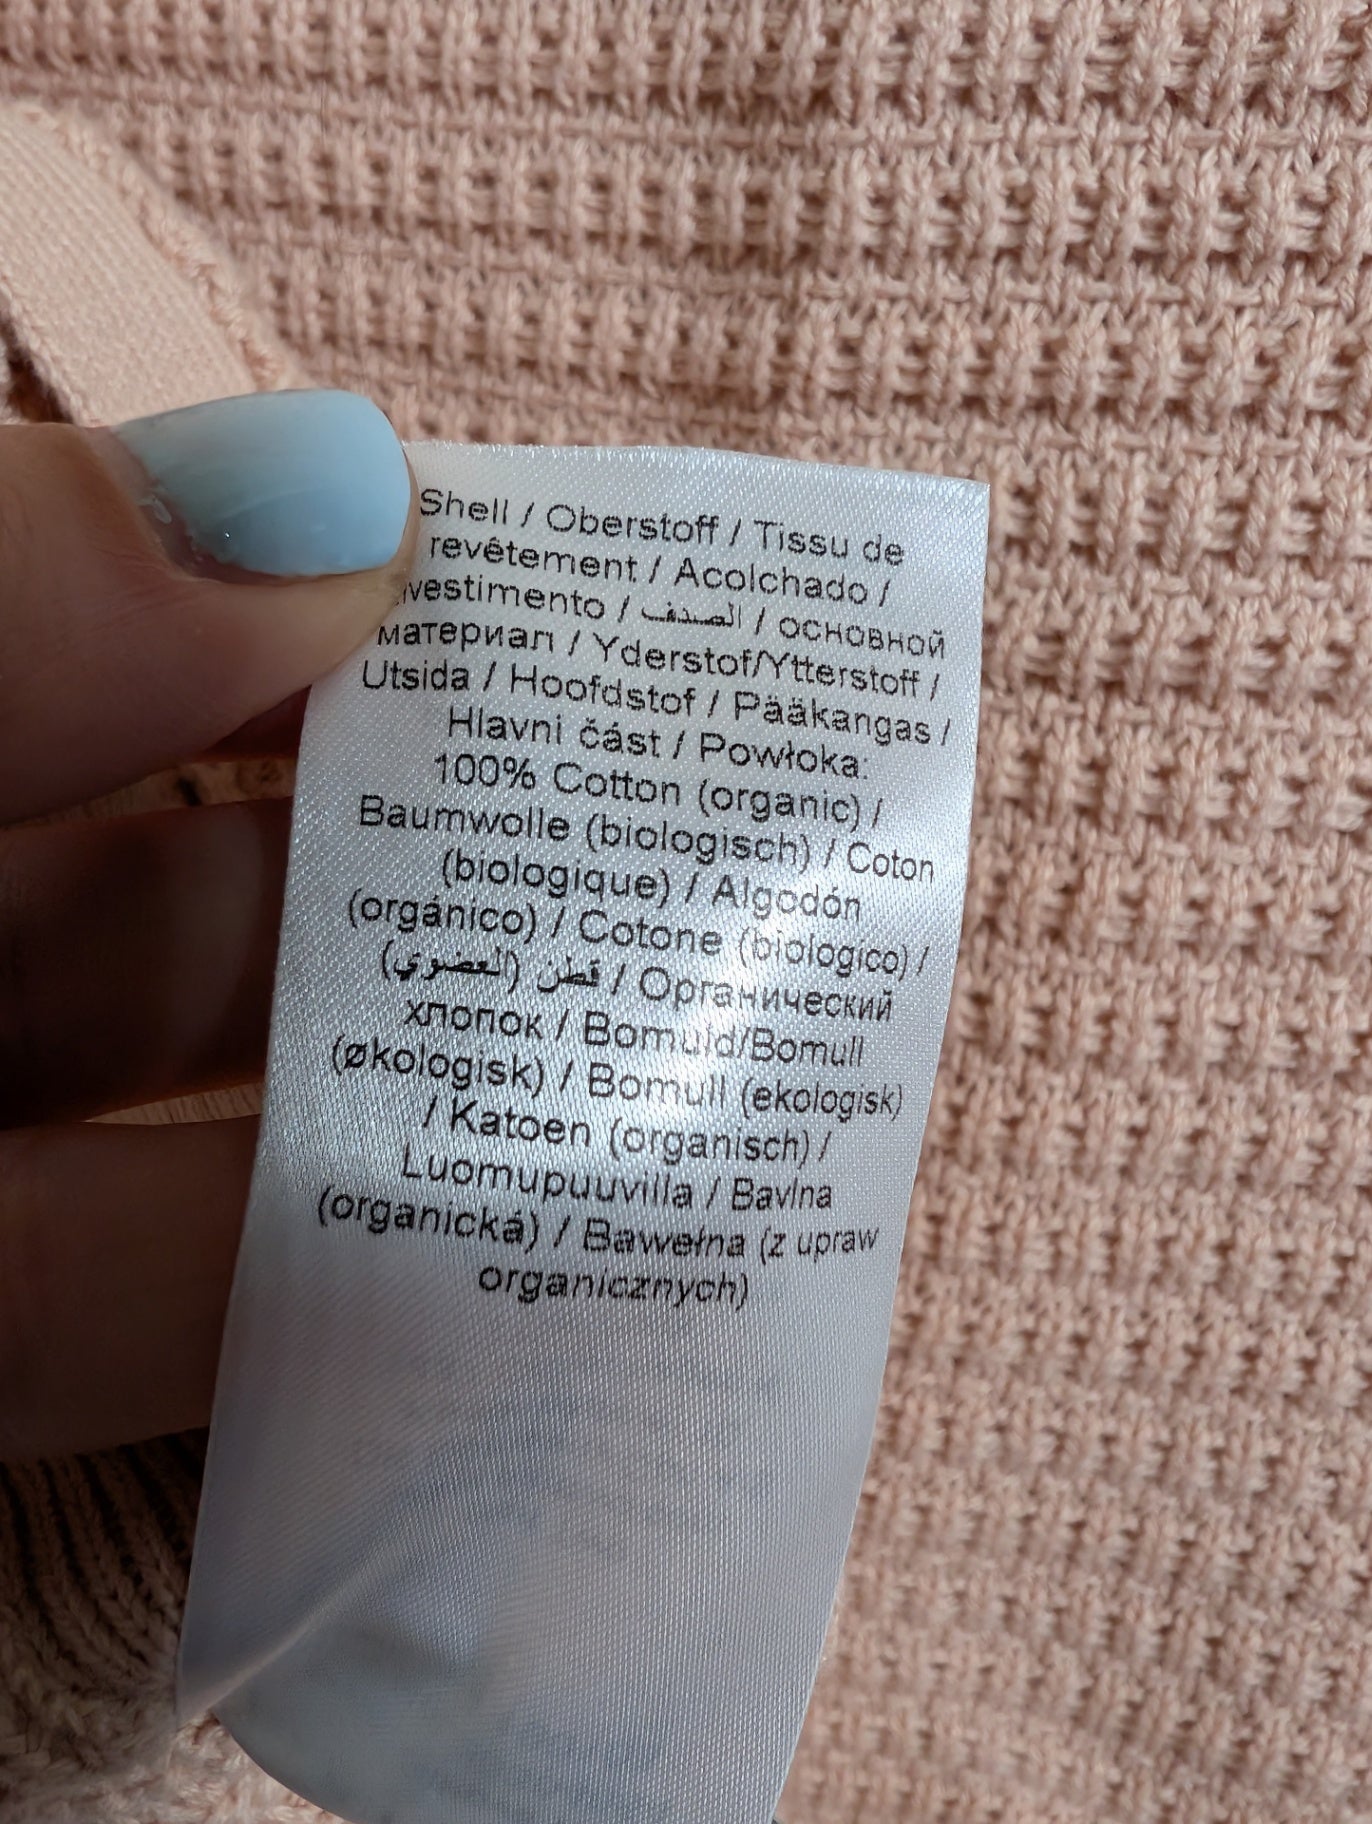 Shell / Oberstoff / Tissu de
revêtement / Acolchado /
/ الصدف / основной
материал / Yderstof/Ytterstoff /
Utsida / Hoofdstof / Pääkangas /
Hlavni část / Powłoka:
100% Cotton (organic) /
Baumwolle (biologisch) / Coton
(biologique) / Algodón
(orgánico) / Cotone (biologico) /
قطن (العضوي) / Органический
хлопок / Bomuld/Bomull
(økologisk) / Bomull (ekologisk)
/ Katoen (organisch) /
Luomupuuvilla / Bavlna
(organická) / Bawełna (z upraw
organicznych)